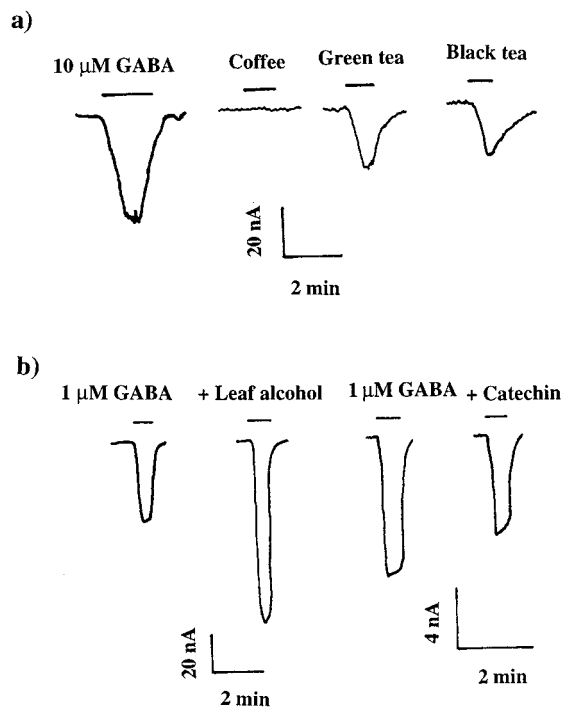 a)
10 μM GABA
Coffee
Green tea
Black tea
20 nA
2 min
b)
1 μM GABA
+ Leaf alcohol
1 μM GABA
+ Catechin
20 nA
2 min
4 nA
2 min